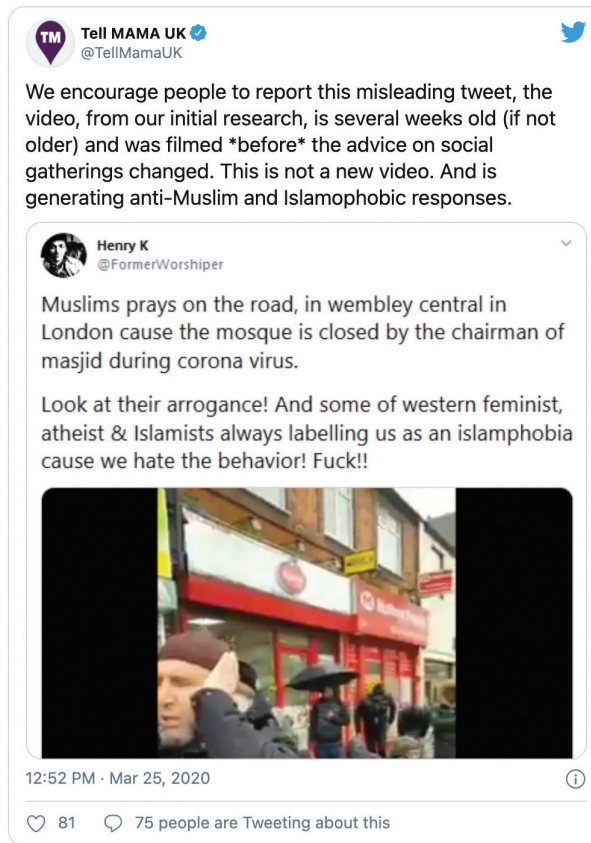 TM
Tell MAMA UK
@TellMamaUK
We encourage people to report this misleading tweet, the
video, from our initial research, is several weeks old (if not
older) and was filmed *before* the advice on social
gatherings changed. This is not a new video. And is
generating anti-Muslim and Islamophobic responses.
Henry K
@FormerWorshiper
Muslims prays on the road, in wembley central in
London cause the mosque is closed by the chairman of
masjid during corona virus.
Look at their arrogance! And some of western feminist,
atheist & Islamists always labelling us as an islamphobia
cause we hate the behavior! Fuck!!
12:52 PM · Mar 25, 2020
81
75 people are Tweeting about this